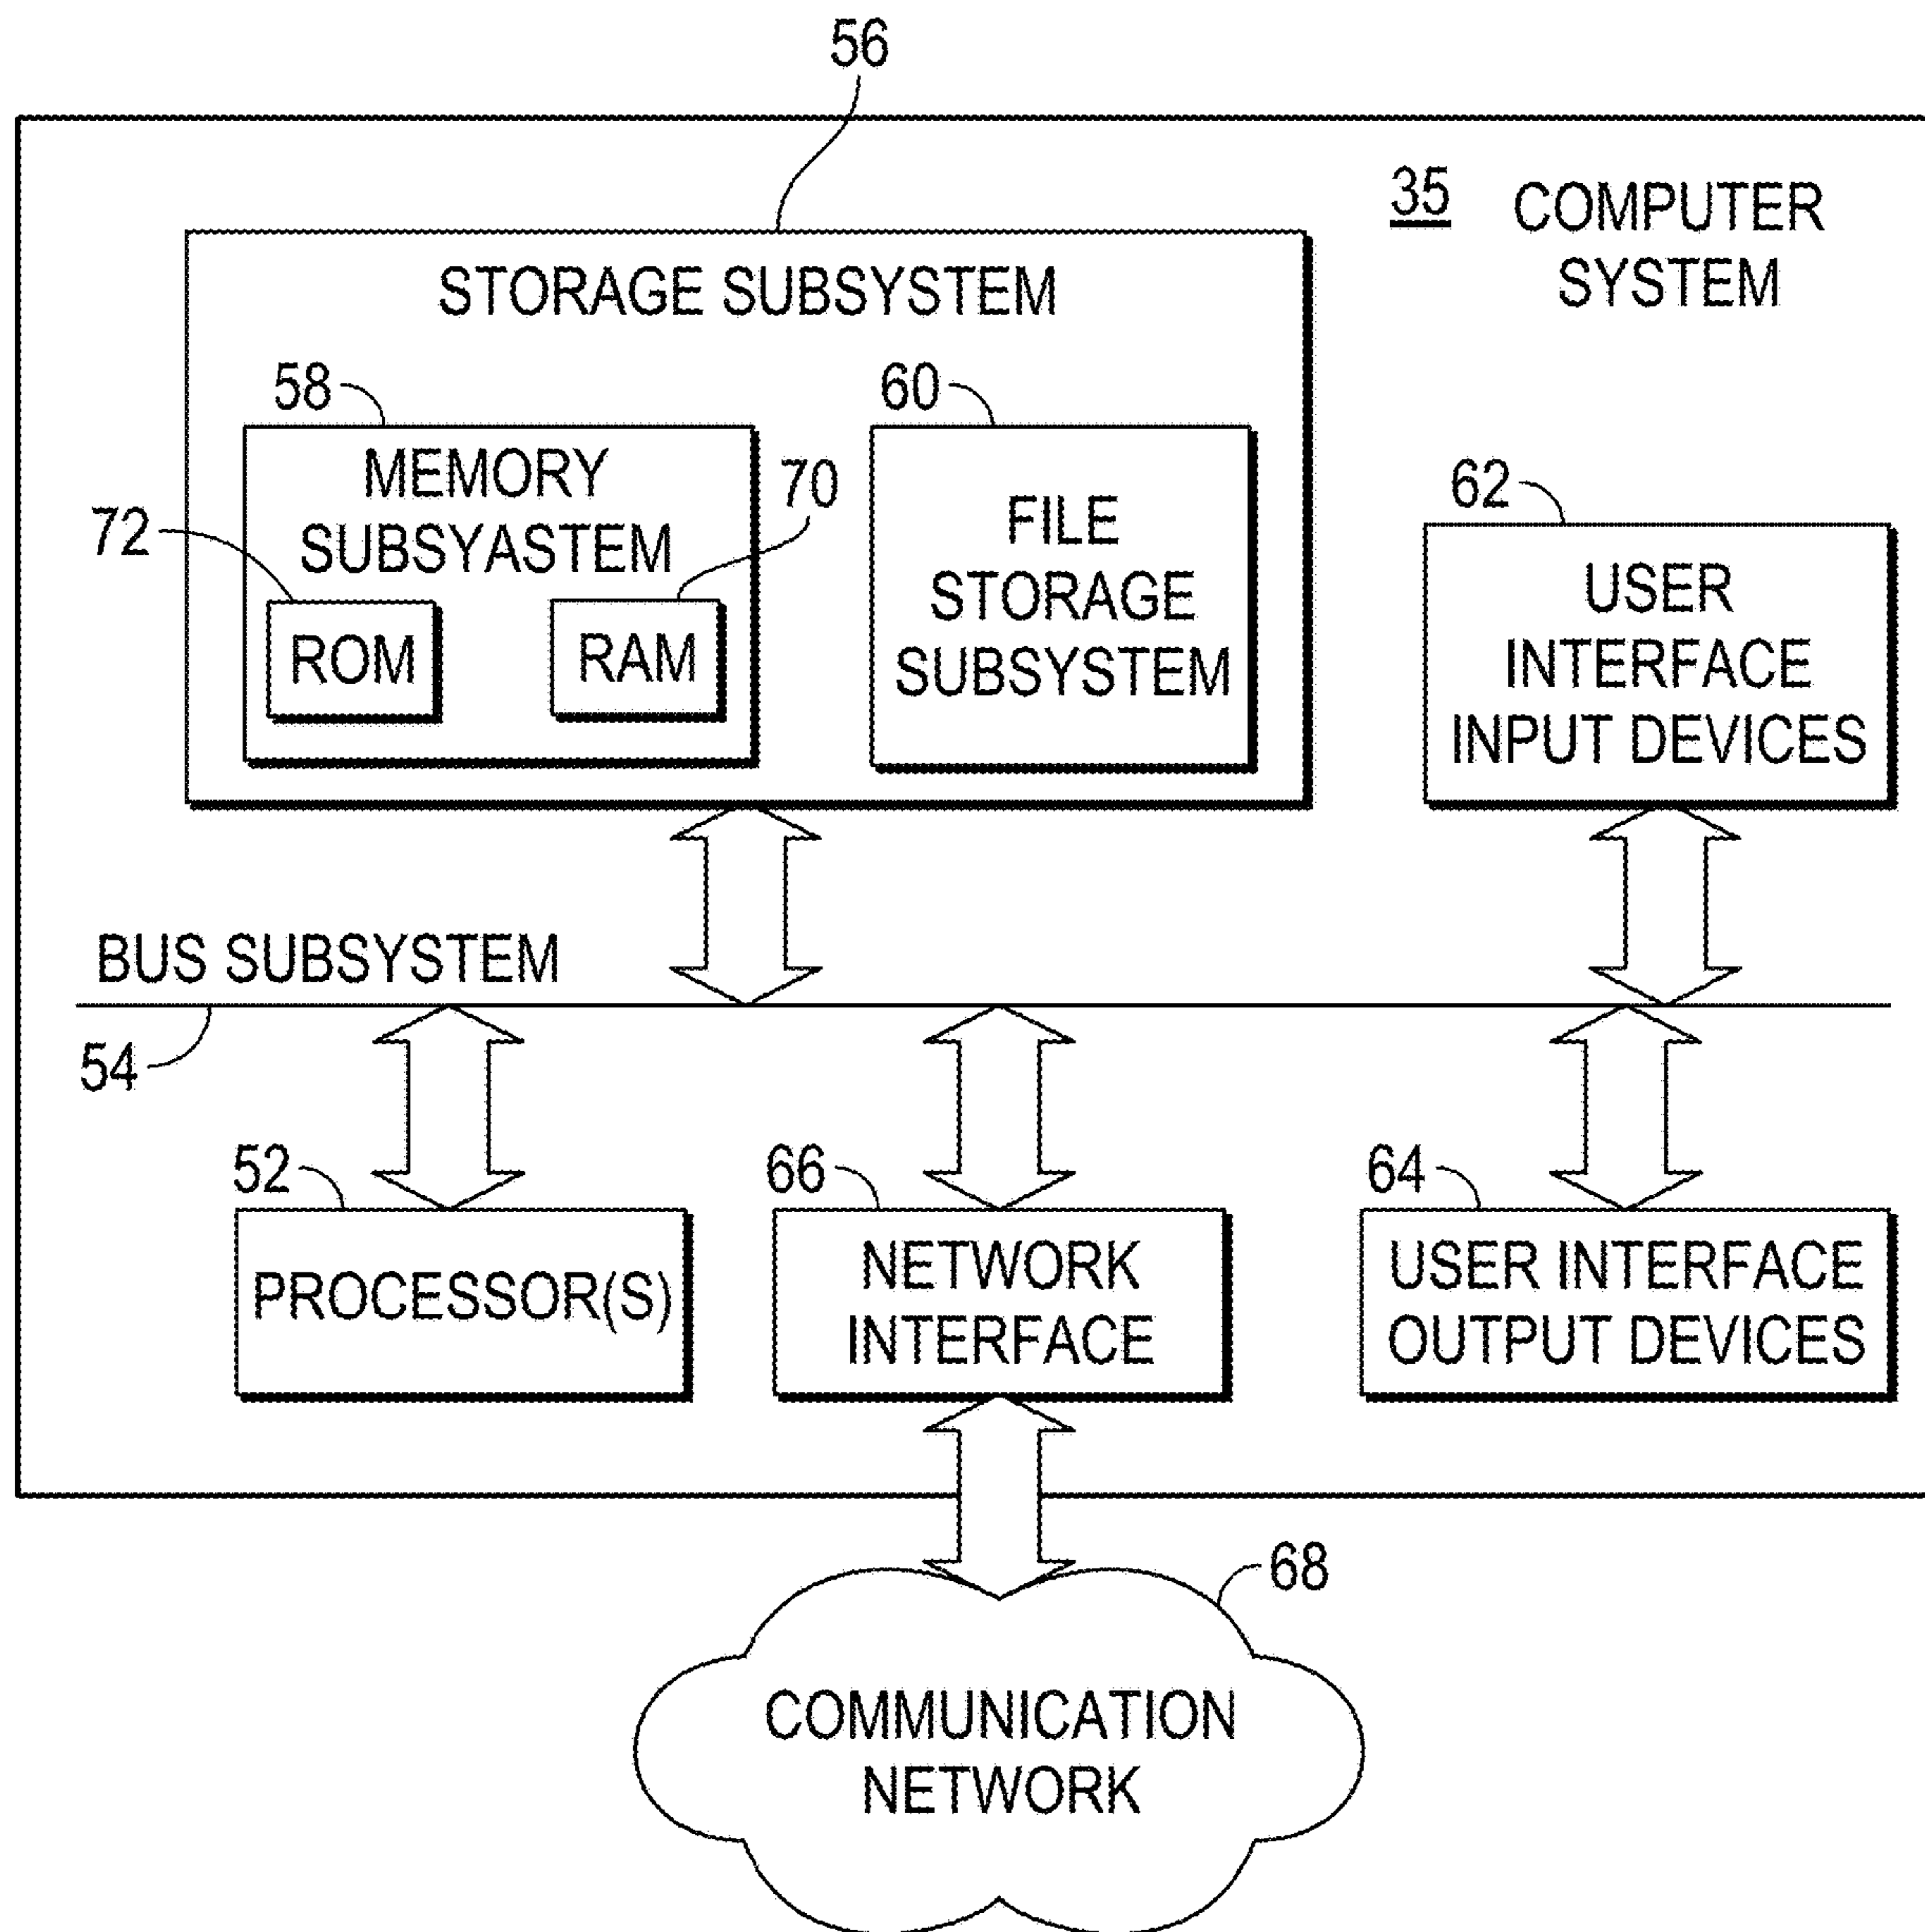 56
35 COMPUTER
SYSTEM
STORAGE SUBSYSTEM
58
60
MEMORY
SUBSYASTEM
70
72
ROM
RAM
FILE
STORAGE
SUBSYSTEM
62
USER
INTERFACE
INPUT DEVICES
BUS SUBSYSTEM
54
52
PROCESSOR(S)
66
NETWORK
INTERFACE
64
USER INTERFACE
OUTPUT DEVICES
68
COMMUNICATION
NETWORK